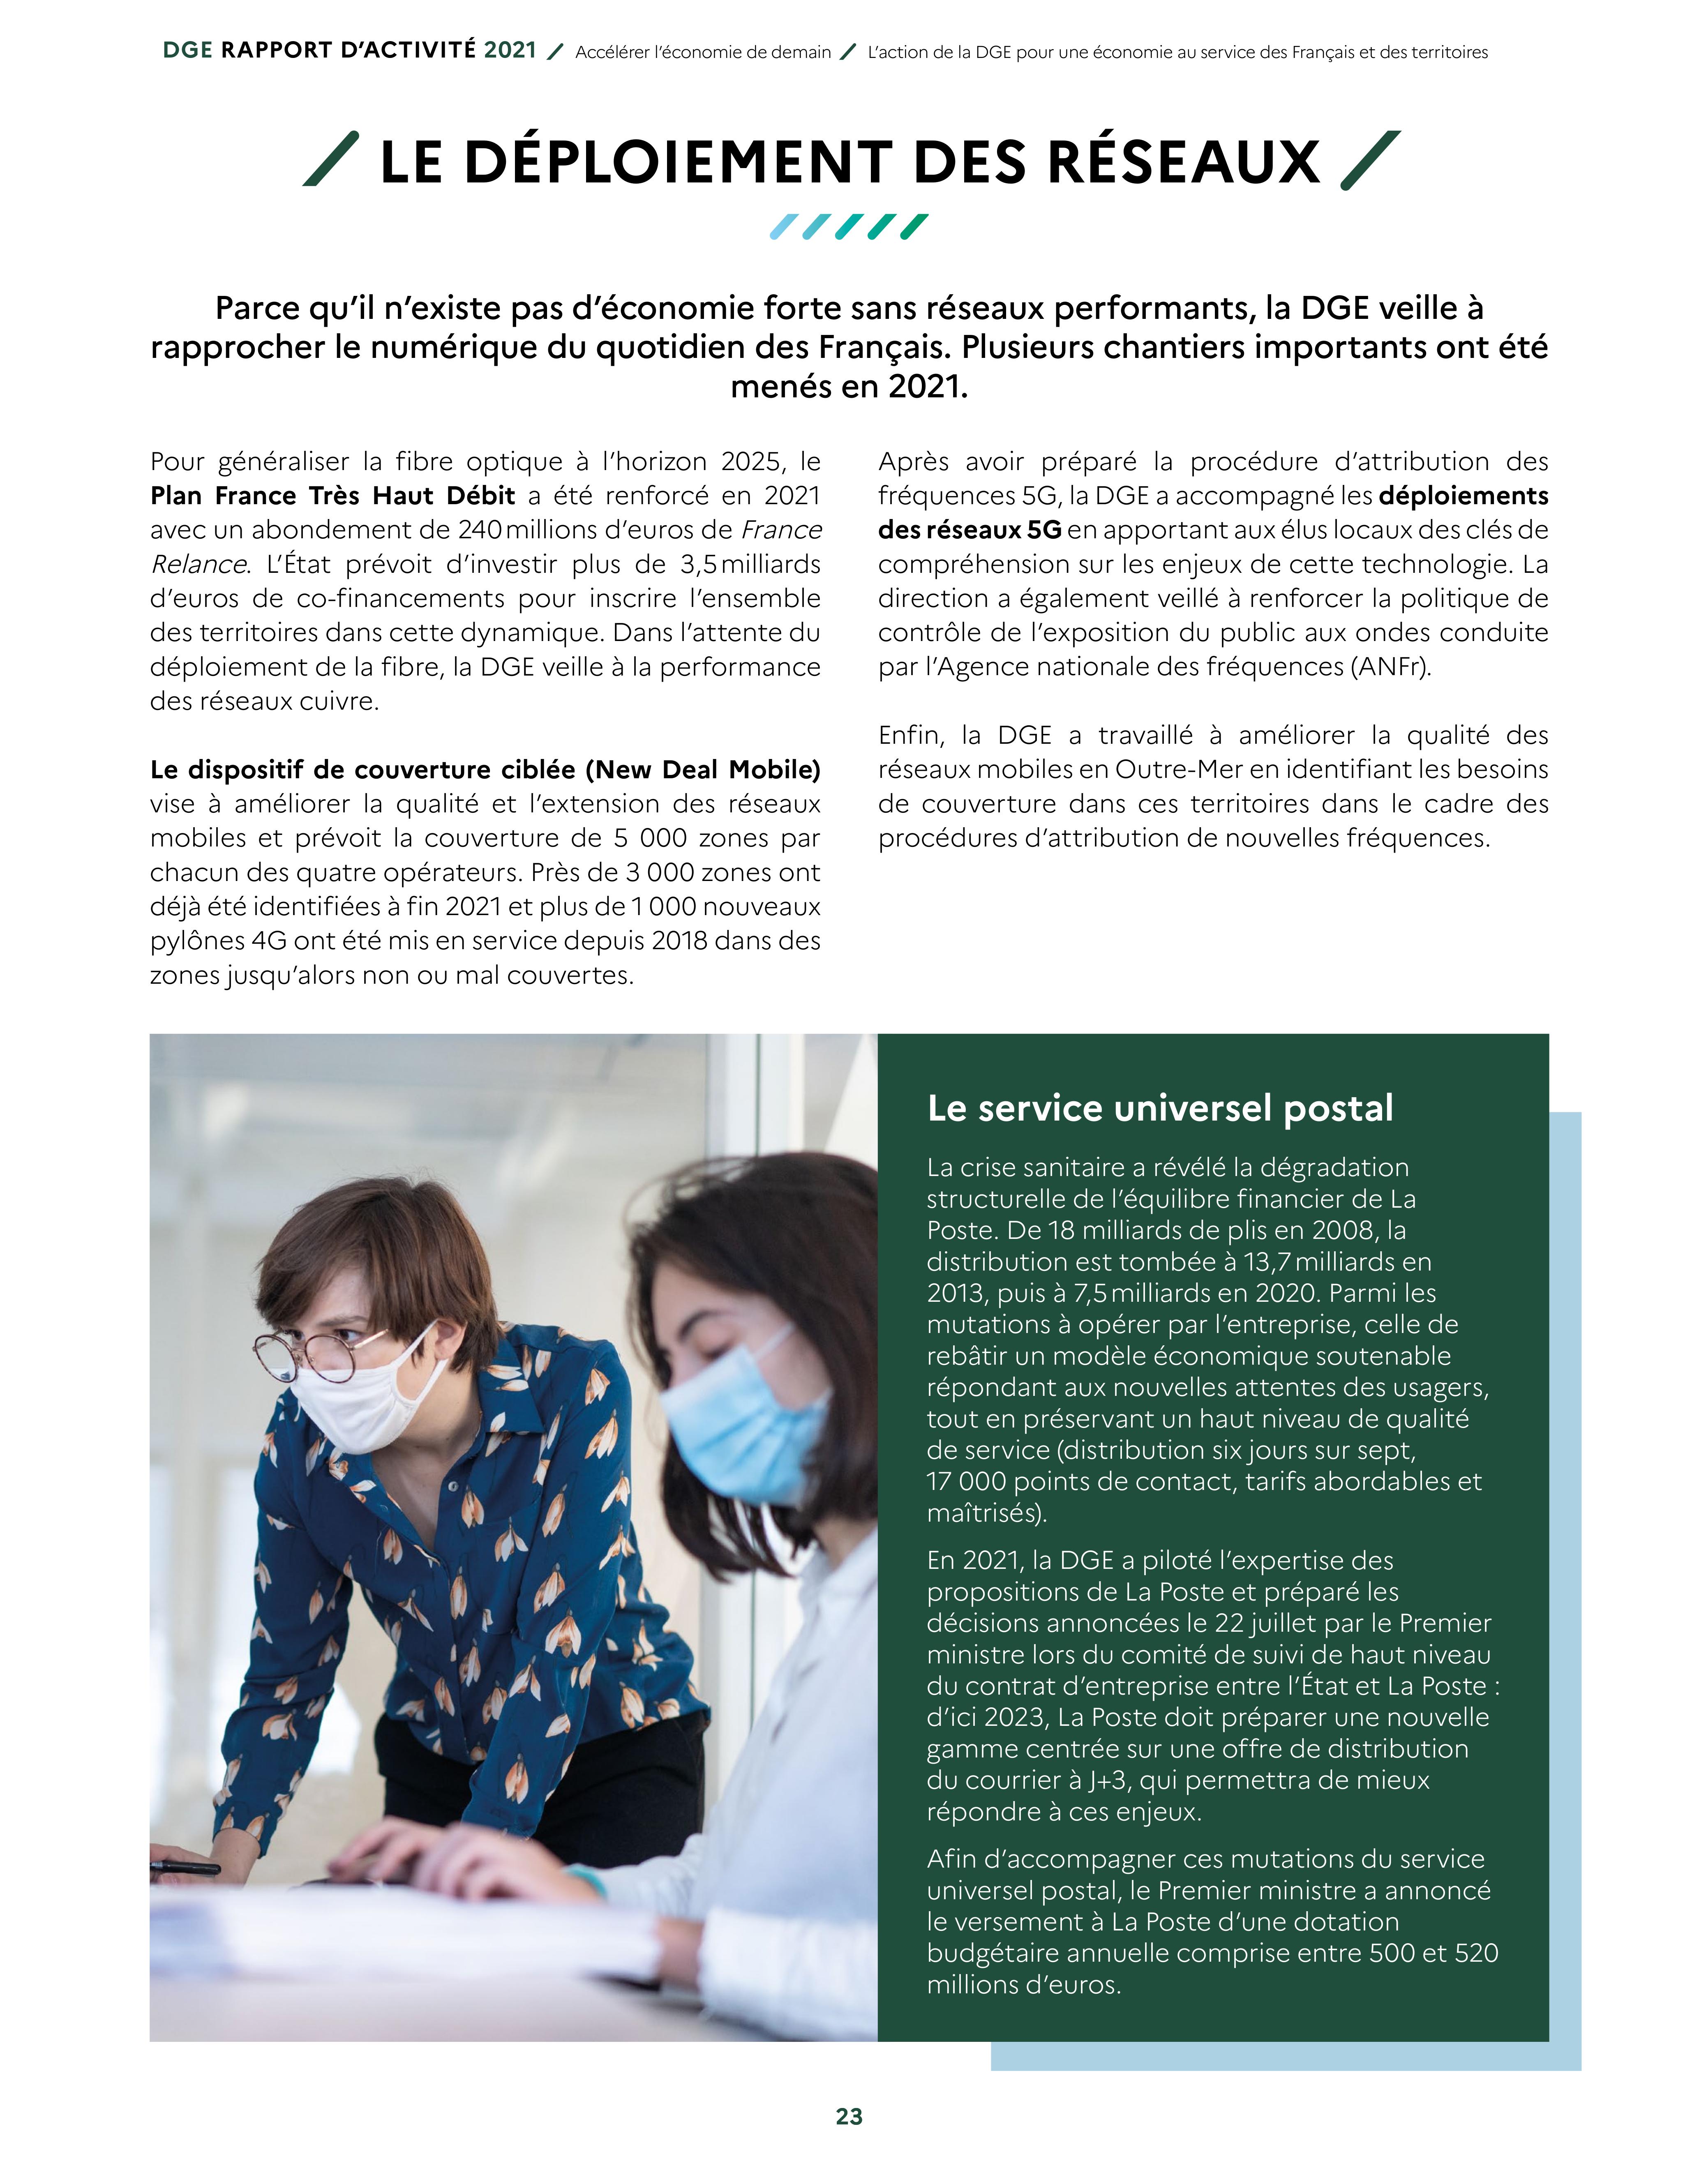 DGE RAPPORT D'ACTIVITÉ 2021 / Accélérer l'économie de demain / L'action de la DGE pour une économie au service des Français et des territoires
LE DÉPLOIEMENT DES RÉSEAUX
Parce qu'il n'existe pas d'économie forte sans réseaux performants, la DGE veille à
rapprocher le numérique du quotidien des Français. Plusieurs chantiers importants ont été
menés en 2021.
Pour généraliser la fibre optique à l'horizon 2025, le
Plan France Très Haut Débit a été renforcé en 2021
avec un abondement de 240 millions d'euros de France
Relance. L'État prévoit d'investir plus de 3,5 milliards
d'euros de co-financements pour inscrire l'ensemble
des territoires dans cette dynamique. Dans l'attente du
déploiement de la fibre, la DGE veille à la performance
des réseaux cuivre.
Le dispositif de couverture ciblée (New Deal Mobile)
vise à améliorer la qualité et l'extension des réseaux
mobiles et prévoit la couverture de 5 000 zones par
chacun des quatre opérateurs. Près de 3 000 zones ont
déjà été identifiées à fin 2021 et plus de 1 000 nouveaux
pylônes 4G ont été mis en service depuis 2018 dans des
zones jusqu'alors non ou mal couvertes.
Après avoir préparé la procédure d'attribution des
fréquences 5G, la DGE a accompagné les déploiements
des réseaux 5G en apportant aux élus locaux des clés de
compréhension sur les enjeux de cette technologie. La
direction a également veillé à renforcer la politique de
contrôle de l'exposition du public aux ondes conduite
par l'Agence nationale des fréquences (ANFr).
Enfin, la DGE a travaillé à améliorer la qualité des
réseaux mobiles en Outre-Mer en identifiant les besoins
de couverture dans ces territoires dans le cadre des
procédures d'attribution de nouvelles fréquences.
Le service universel postal
La crise sanitaire a révélé la dégradation
structurelle de l'équilibre financier de La
Poste. De 18 milliards de plis en 2008, la
distribution est tombée à 13,7 milliards en
2013, puis à 7,5 milliards en 2020. Parmi les
mutations à opérer par l'entreprise, celle de
rebâtir un modèle économique soutenable
répondant aux nouvelles attentes des usagers,
tout en préservant un haut niveau de qualité
de service (distribution six jours sur sept,
17 000 points de contact, tarifs abordables et
maîtrisés).
En 2021, la DGE a piloté l'expertise des
propositions de La Poste et préparé les
décisions annoncées le 22 juillet par le Premier
ministre lors du comité de suivi de haut niveau
du contrat d'entreprise entre l'État et La Poste :
d'ici 2023, La Poste doit préparer une nouvelle
gamme centrée sur une offre de distribution
du courrier à J+3, qui permettra de mieux
répondre à ces enjeux.
Afin d'accompagner ces mutations du service
universel postal, le Premier ministre a annoncé
le versement à La Poste d'une dotation
budgétaire annuelle comprise entre 500 et 520
millions d'euros.
23